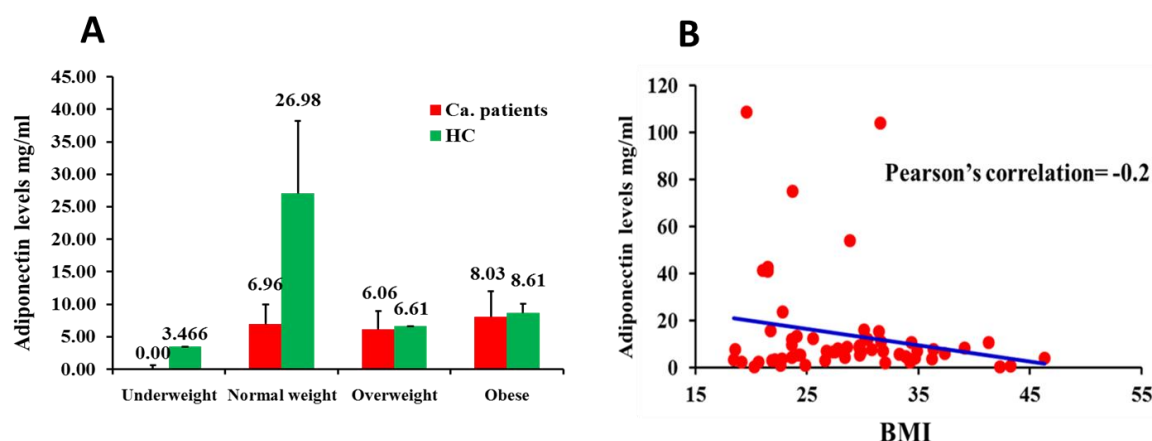 A
45.00
40.00
35.00
30.00
25.00
20.00
15.00
10.00
5.00
0.00
Adiponectin levels mg/ml
0.00
3.466
6.96
26.98
6.06
6.61
8.03
8.61
Ca. patients
HC
Underweight
Normal weight
Overweight
Obese
B
120
100
80
60
40
20
0
Adiponectin levels mg/ml
Pearson’s correlation= -0.2
15
25
35
45
55
BMI